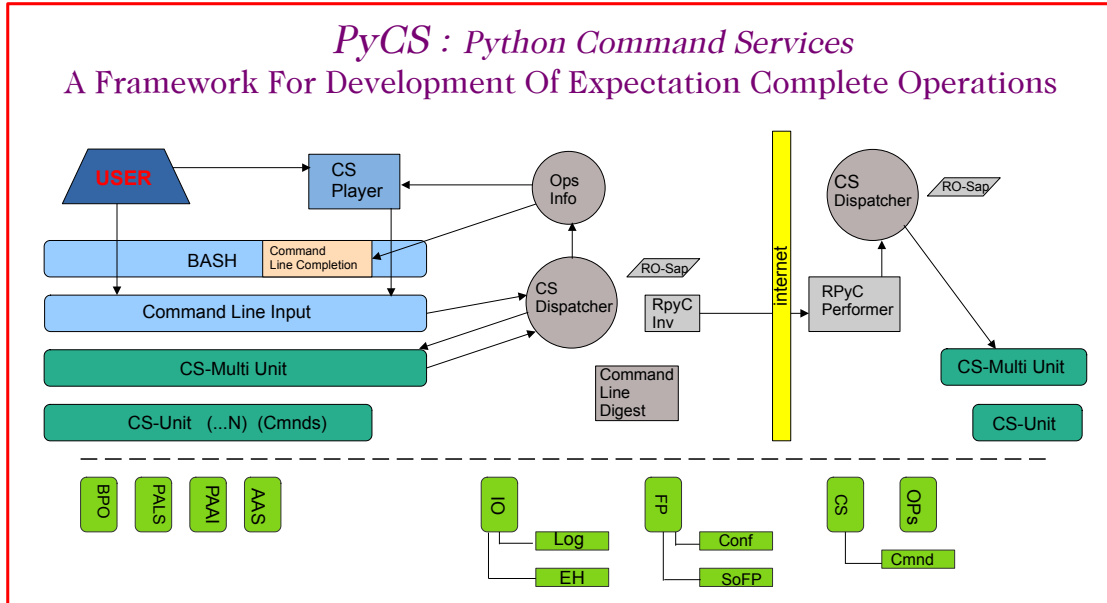 PyCS : Python Command Services
A Framework For Development Of Expectation Complete Operations
USER
CS
Player
Ops
Info
BASH
Command
Line Completion
Command Line Input
CS
Dispatcher
RO-Sap
RpyC
Inv
CS-Multi Unit
Command
Line
Digest
CS-Unit (...N) (Cmnds)
internet
CS
Dispatcher
RO-Sap
RPyC
Performer
CS-Multi Unit
CS-Unit
BPO
PALS
PAAI
AAS
IO
Log
EH
FP
Conf
SoFP
CS
OPs
Cmnd